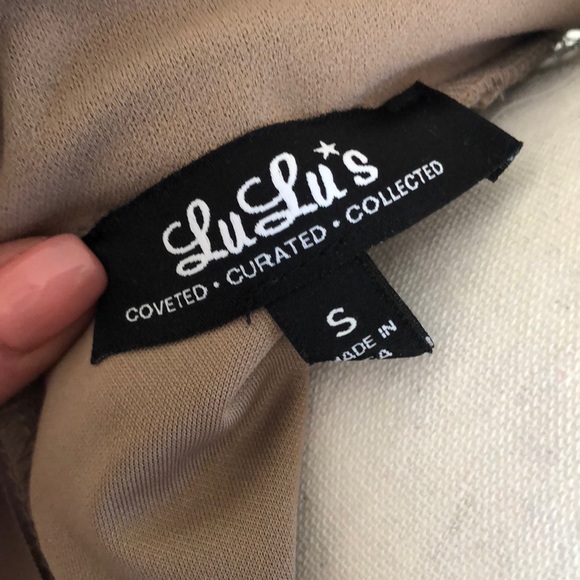 LuLu's
COVETED · CURATED · COLLECTED
S
MADE IN